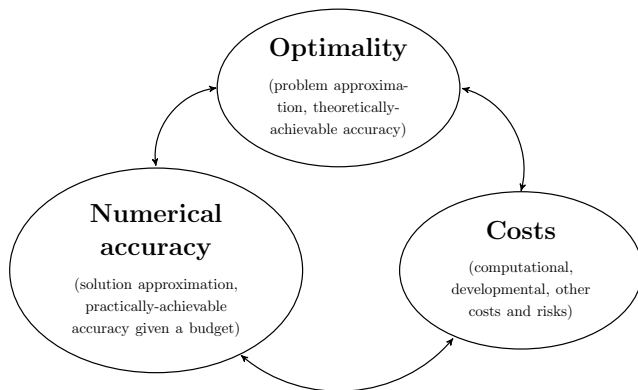 Optimality
(problem approxima-
tion, theoretically-
achievable accuracy)
Numerical
accuracy
(solution approximation,
practically-achievable
accuracy given a budget)
Costs
(computational,
developmental, other
costs and risks)